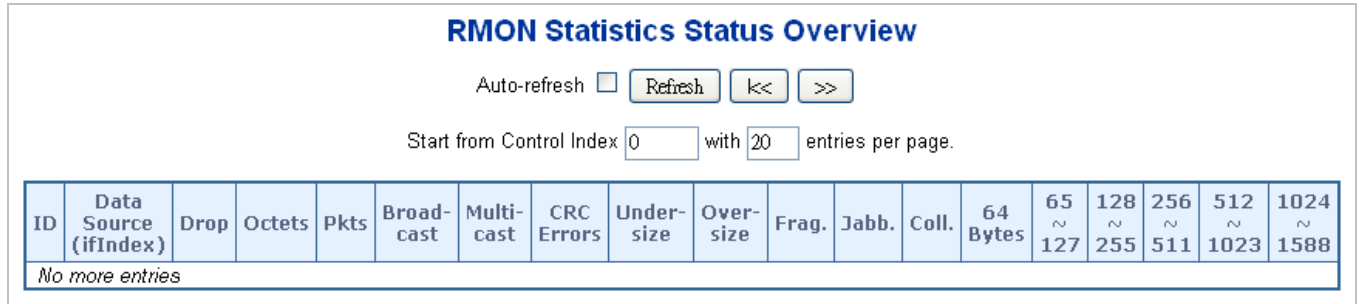 RMON Statistics Status Overview
Auto-refresh Refresh |<< >>
Start from Control Index 0 with 20 entries per page.
ID Data Source (ifIndex) Drop Octets Pkts Broad-cast Multi-cast CRC Errors Under-size Over-size Frag. Jabb. Coll. 64 Bytes 65 ~ 127 128 ~ 255 256 ~ 511 512 ~ 1023 1024 ~ 1588
No more entries